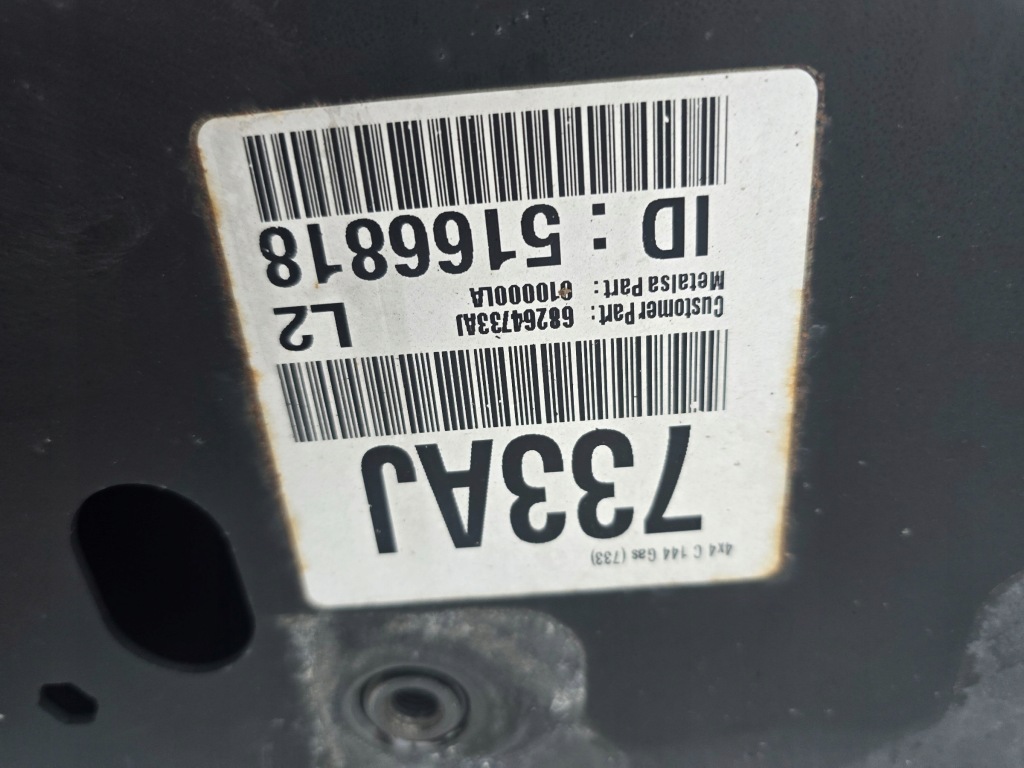 4x4 C 144 Gas (733)
733AJ
Customer Part : 68264733AJ
Metalsa Part : 010000LA
L2
ID : 5166818